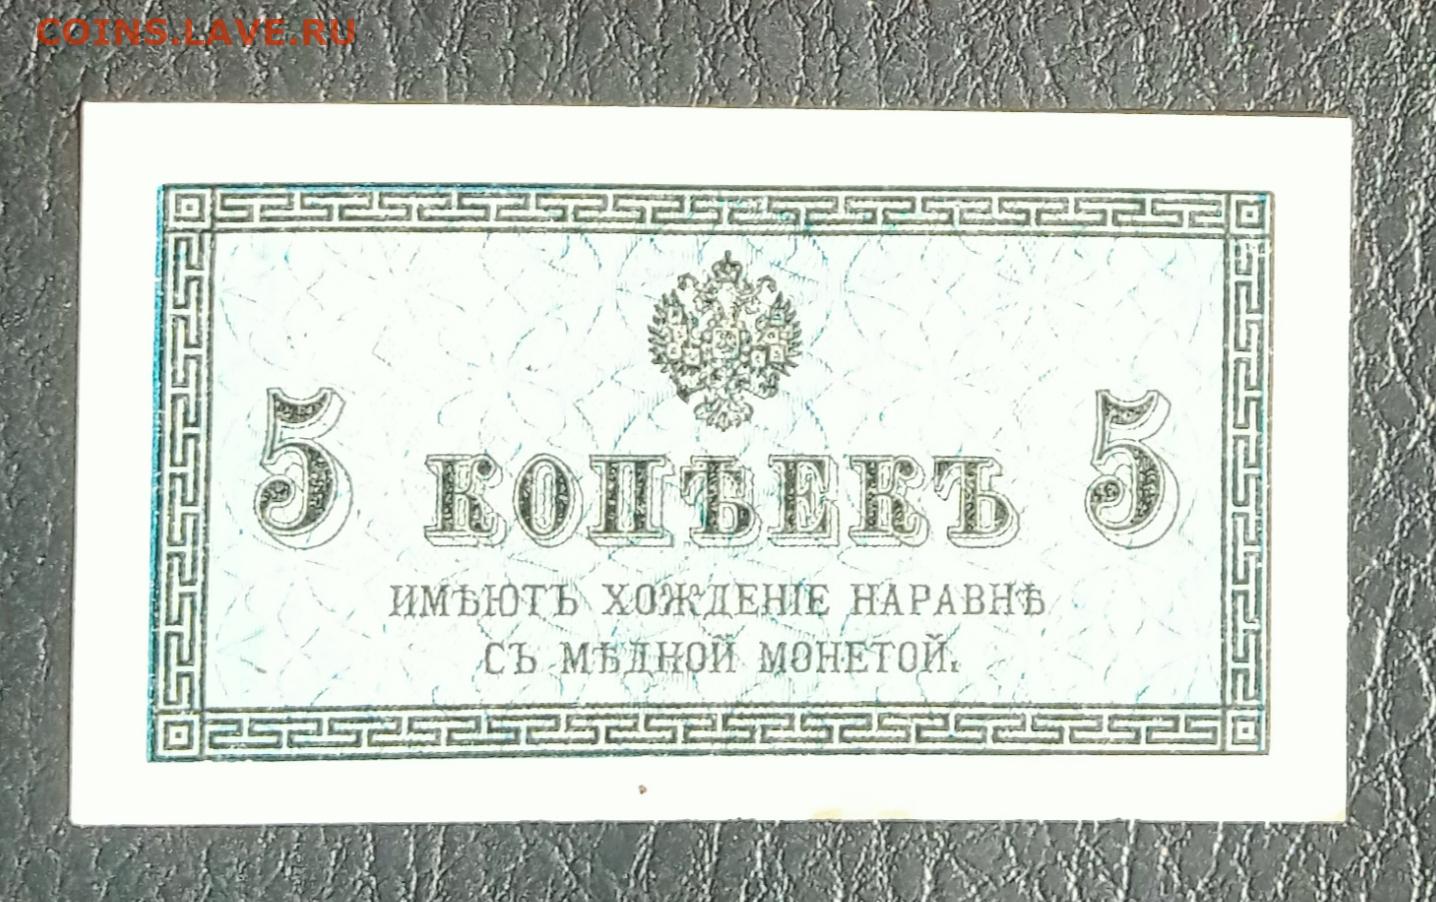 COINS.LAVE.RU
5 КОПѢЕКЪ 5
ИМѢЮТЪ ХОЖДЕНІЕ НАРАВНѢ
СЪ МѢДНОЙ МОНЕТОЙ.